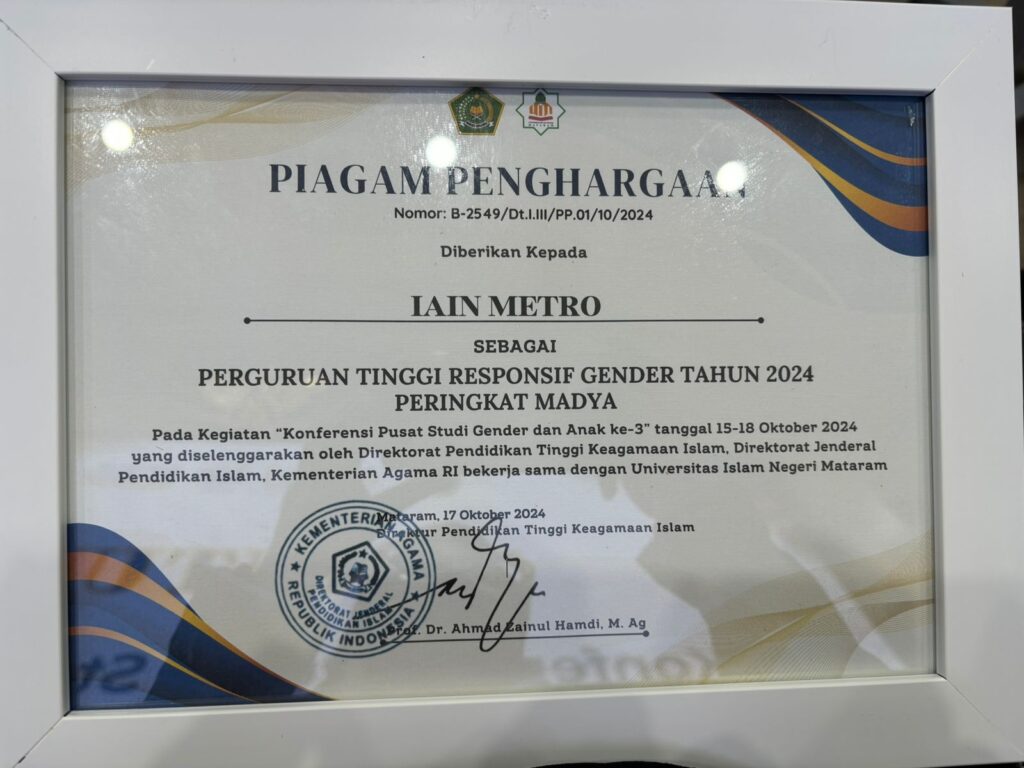 PIAGAM PENGHARGAAN
Nomor: B-2549/Dt.I.III/PP.01/10/2024
Diberikan Kepada
IAIN METRO
SEBAGAI
PERGURUAN TINGGI RESPONSIF GENDER TAHUN 2024
PERINGKAT MADYA
Pada Kegiatan “Konferensi Pusat Studi Gender dan Anak ke-3” tanggal 15-18 Oktober 2024
yang diselenggarakan oleh Direktorat Pendidikan Tinggi Keagamaan Islam, Direktorat Jenderal
Pendidikan Islam, Kementerian Agama RI bekerja sama dengan Universitas Islam Negeri Mataram
Mataram, 17 Oktober 2024
Direktur Pendidikan Tinggi Keagamaan Islam
KEMENTERIAN AGAMA
DIREKTORAT JENDERAL
PENDIDIKAN ISLAM
REPUBLIK INDONESIA
Prof. Dr. Ahmad Zainul Hamdi, M. Ag